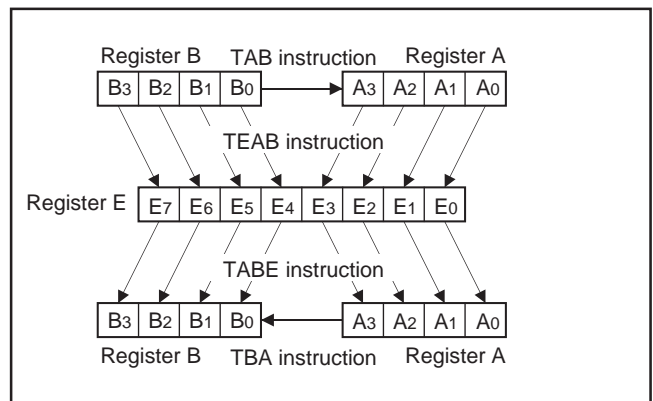 Register B TAB instruction Register A
B3 B2 B1 B0 A3 A2 A1 A0
TEAB instruction
Register E E7 E6 E5 E4 E3 E2 E1 E0
TABE instruction
B3 B2 B1 B0 A3 A2 A1 A0
Register B TBA instruction Register A